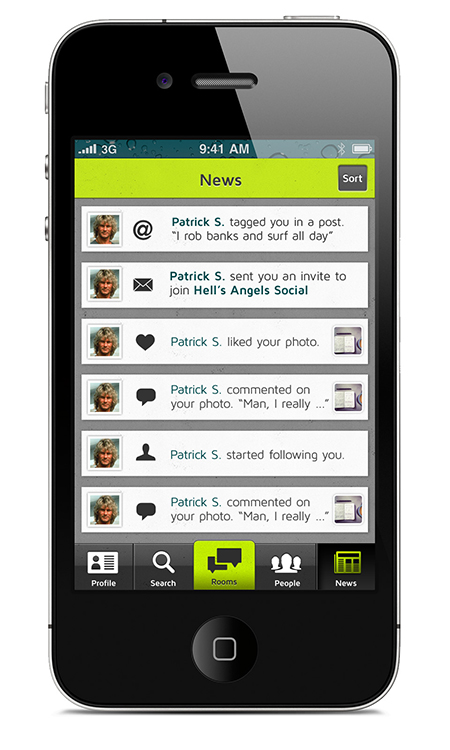 3G 9:41 AM
News
Sort
Patrick S. tagged you in a post.
“I rob banks and surf all day”
Patrick S. sent you an invite to
join Hell’s Angels Social
Patrick S. liked your photo.
Patrick S. commented on
your photo. “Man, I really ...”
Patrick S. started following you.
Patrick S. commented on
your photo. “Man, I really ...”
Profile Search Rooms People News